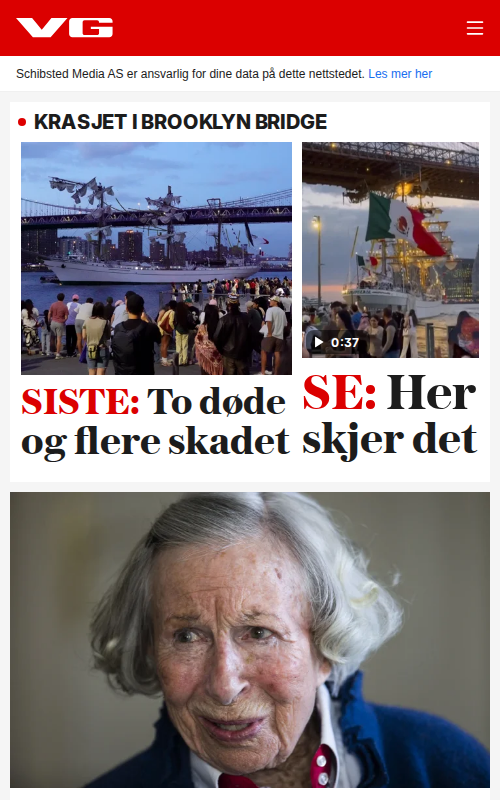 VG
Schibsted Media AS er ansvarlig for dine data på dette nettstedet. Les mer her
KRASJET I BROOKLYN BRIDGE
0:37
SISTE: To døde
og flere skadet
SE: Her
skjer det